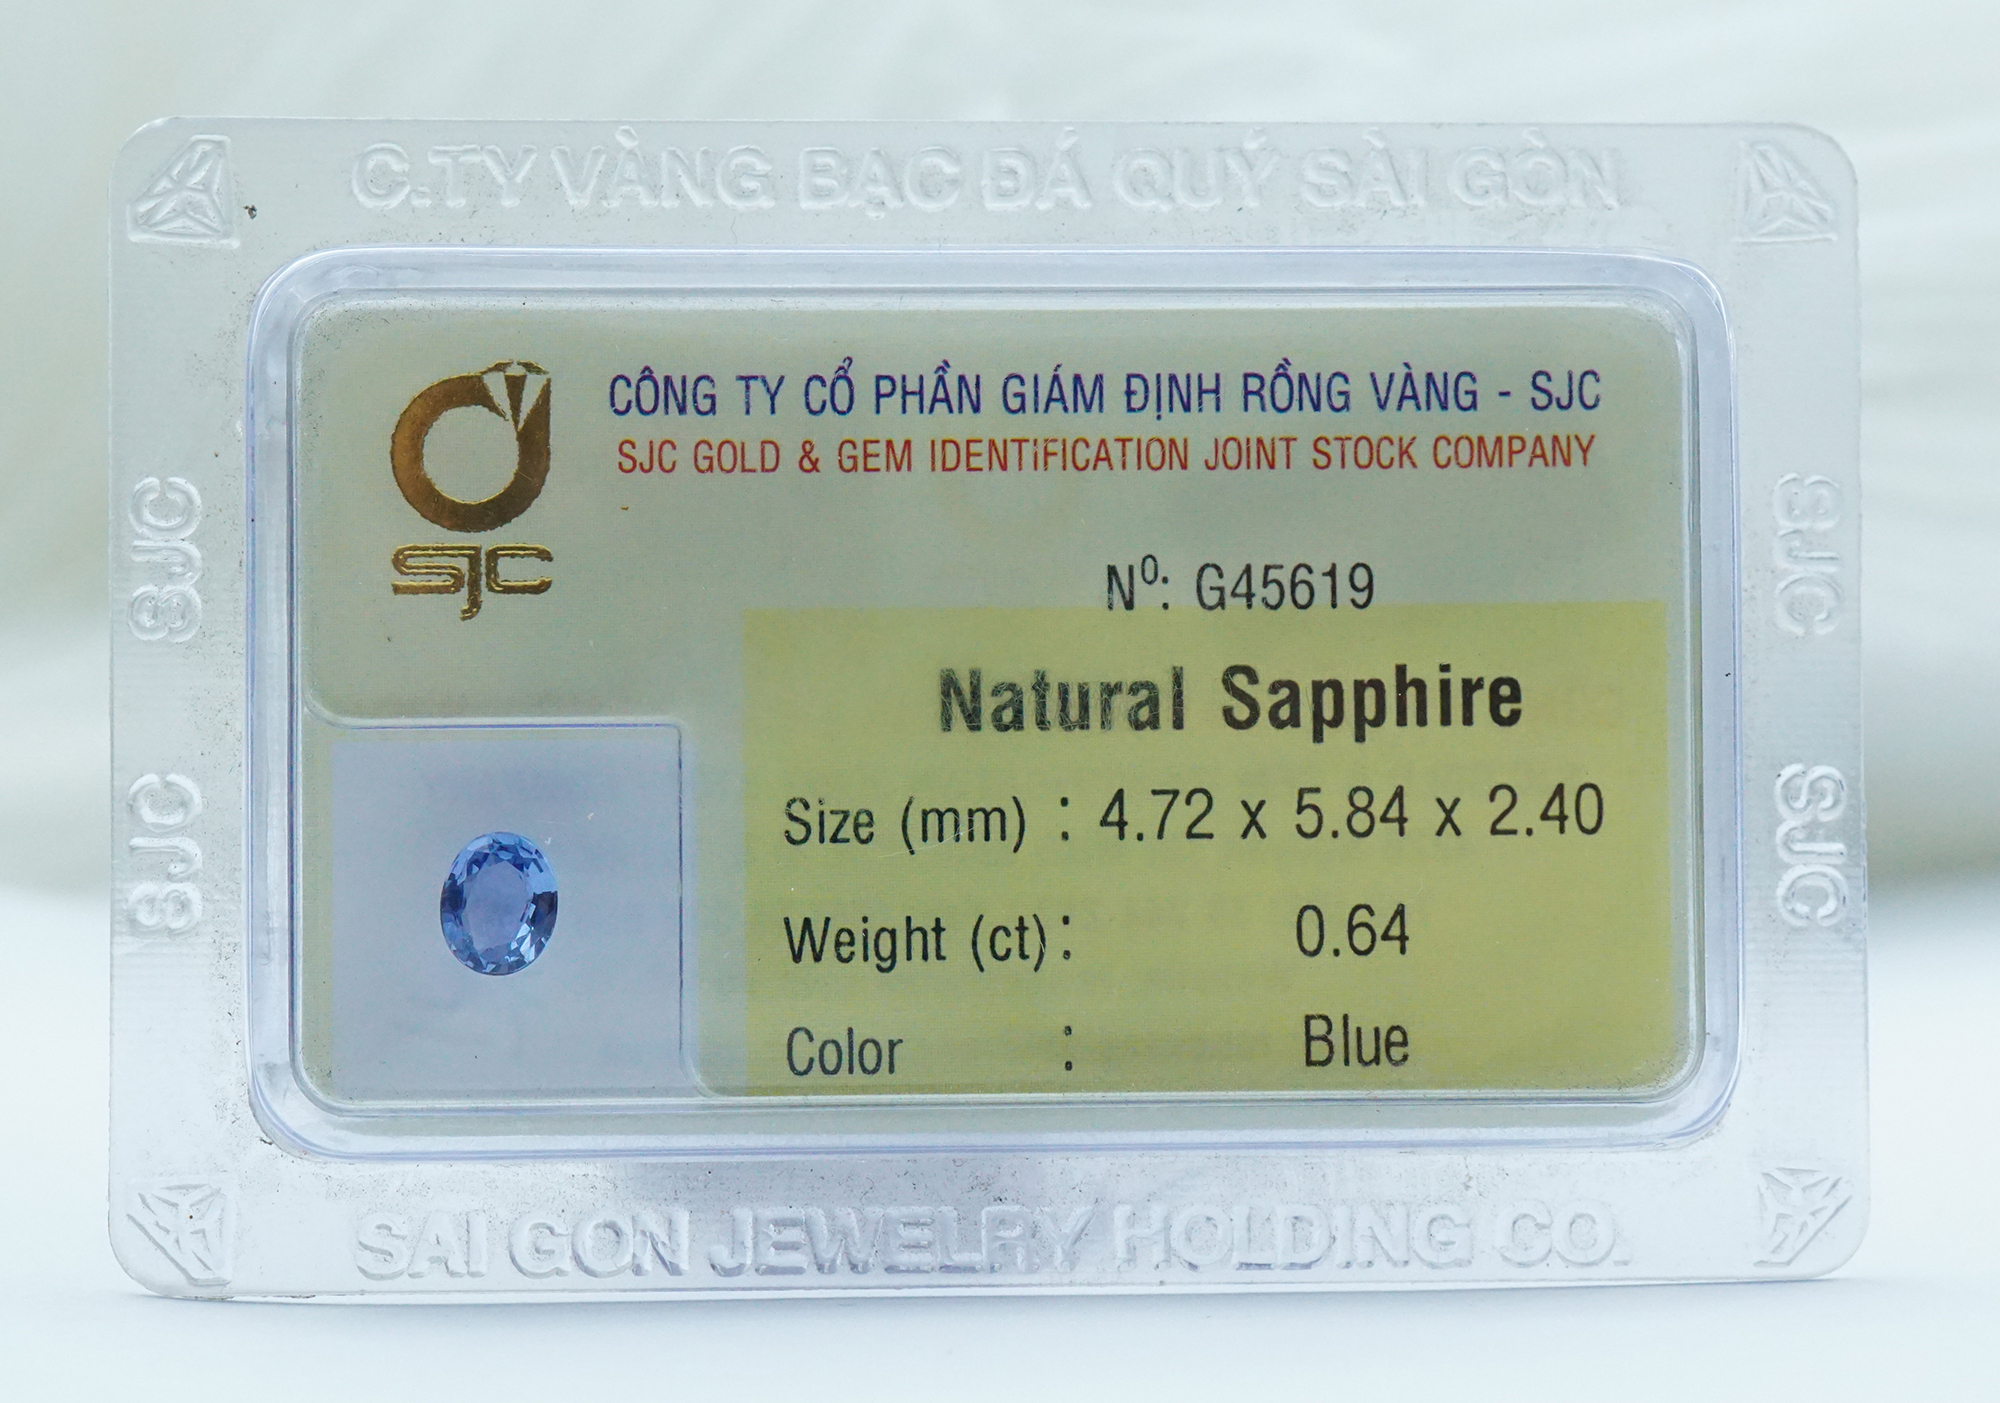 C.TY VÀNG BẠC ĐÁ QUÝ SÀI GÒN
CÔNG TY CỔ PHẦN GIÁM ĐỊNH RỒNG VÀNG - SJC
SJC GOLD & GEM IDENTIFICATION JOINT STOCK COMPANY
SJC
Nº: G45619
Natural Sapphire
Size (mm) : 4.72 x 5.84 x 2.40
Weight (ct) : 0.64
Color : Blue
SJC
SJC
SJC
SJC
SAI GON JEWELRY HOLDING CO.